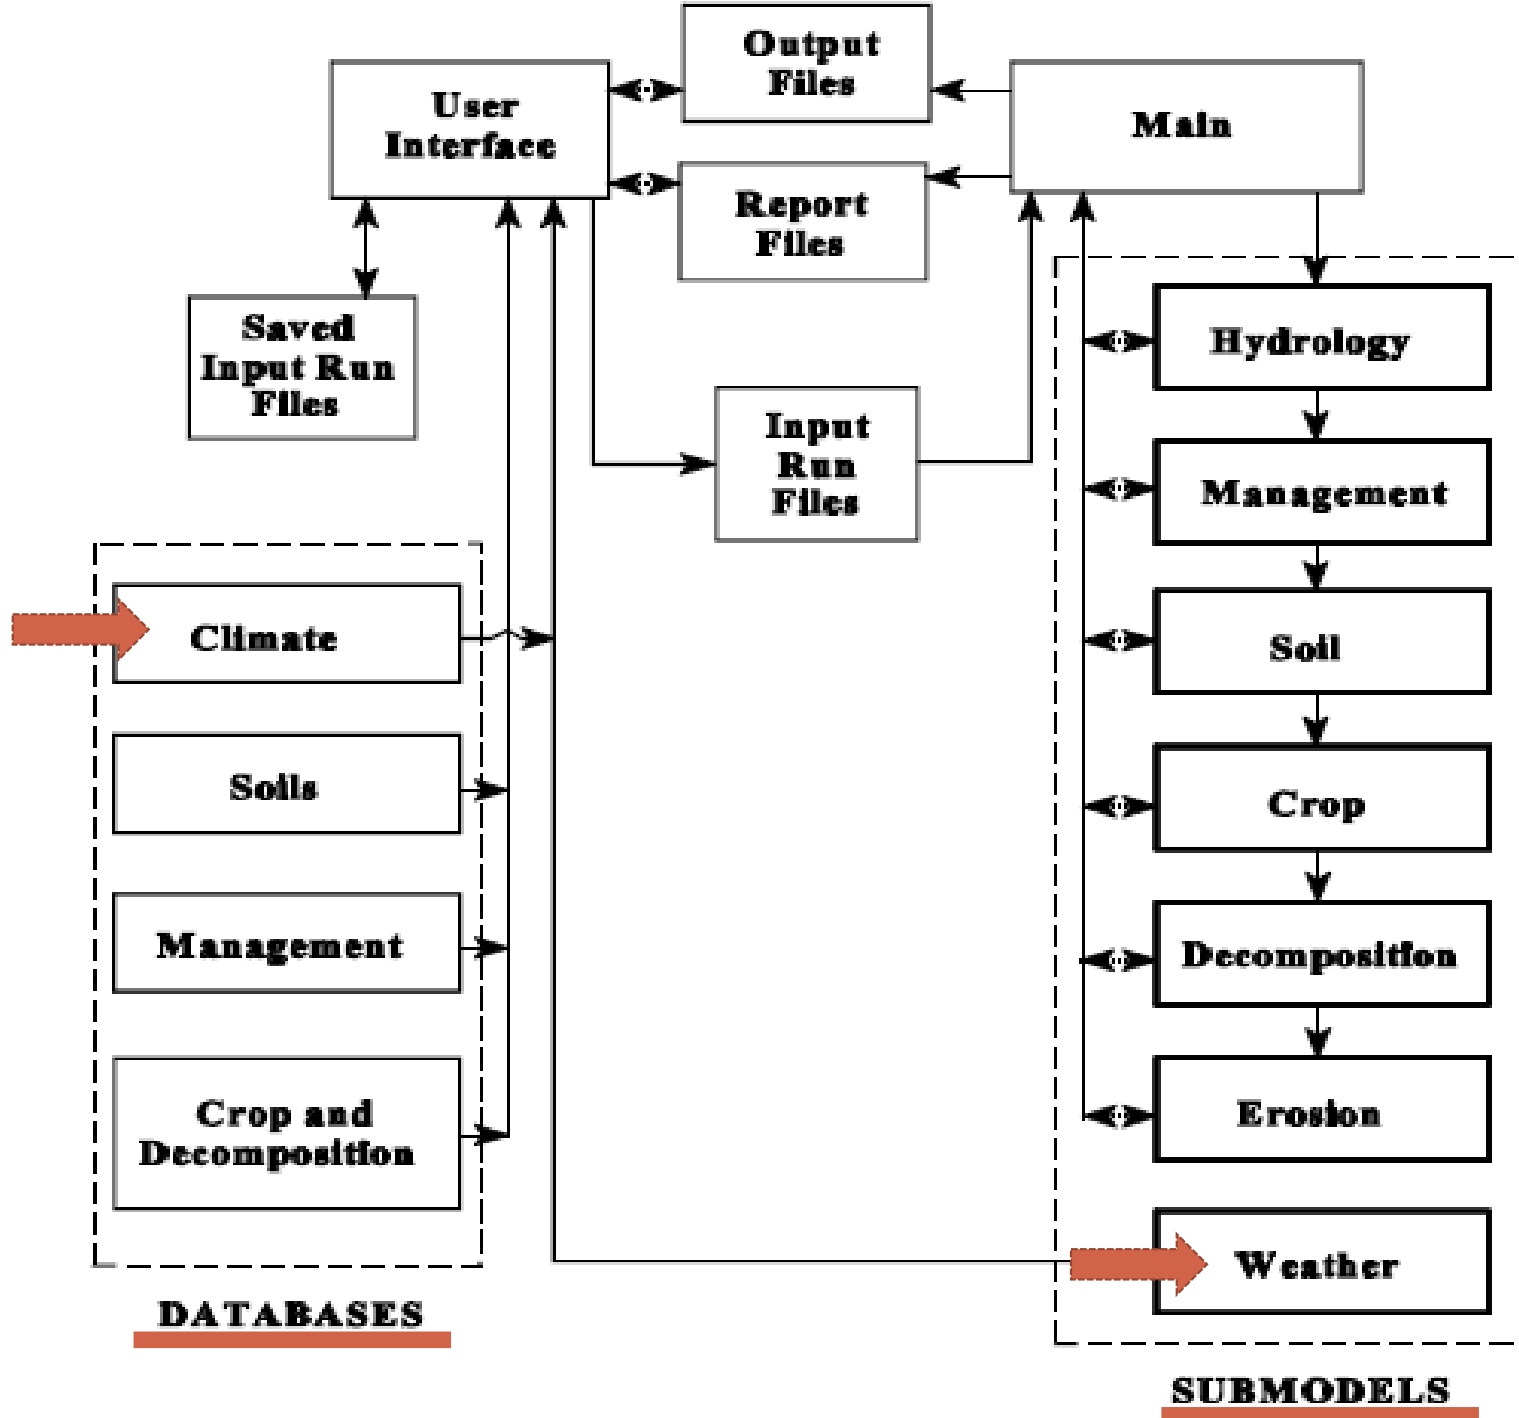 Output
Files
User
Interface
Main
Report
Files
Saved
Input Run
Files
Hydrology
Input
Run
Files
Management
Climate
Soil
Soils
Crop
Management
Decomposition
Crop and
Decomposition
Erosion
Weather
DATABASES
SUBMODELS